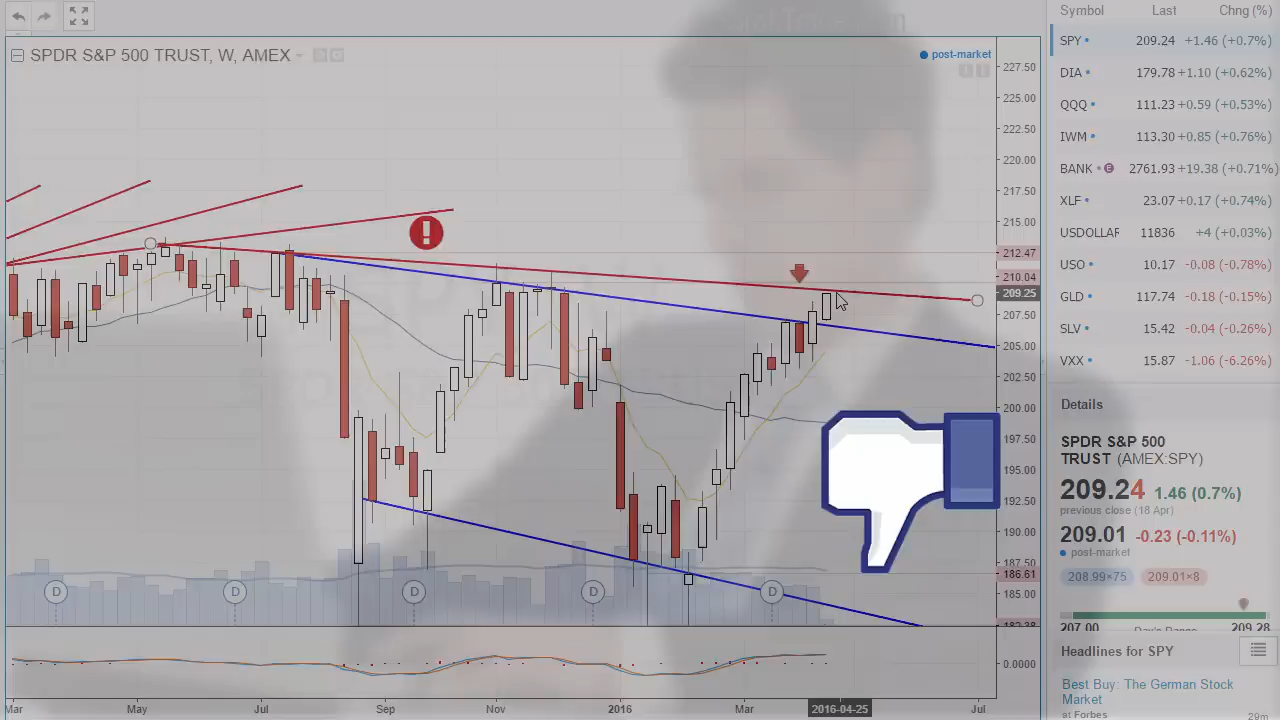 SPDR S&P 500 TRUST, W, AMEX
post-market
227.50
225.00
222.50
220.00
217.50
215.00
212.47
210.04
209.25
207.50
205.00
202.50
200.00
197.50
195.00
192.50
190.00
187.50
186.61
185.00
182.38
0.0000
D D D D D
Mar May Jul Sep Nov 2016 Mar 2016-04-25 Jul
Symbol Last Chng (%)
SPY 209.24 +1.46 (+0.7%)
DIA 179.78 +1.10 (+0.62%)
QQQ 111.23 +0.59 (+0.53%)
IWM 113.30 +0.85 (+0.76%)
BANK E 2761.93 +19.38 (+0.71%)
XLF 23.07 +0.17 (+0.74%)
USDOLLAR 11836 +4 (+0.03%)
USO 10.17 -0.08 (-0.78%)
GLD 117.74 -0.18 (-0.15%)
SLV 15.42 -0.04 (-0.26%)
VXX 15.87 -1.06 (-6.26%)
Details
SPDR S&P 500
TRUST (AMEX:SPY)
209.24 1.46 (0.7%)
previous close (18 Apr)
209.01 -0.23 (-0.11%)
post-market
208.99×75 209.01×8
207.00 Day's Range 209.28
Headlines for SPY
Best Buy: The German Stock
Market
at Forbes 29m